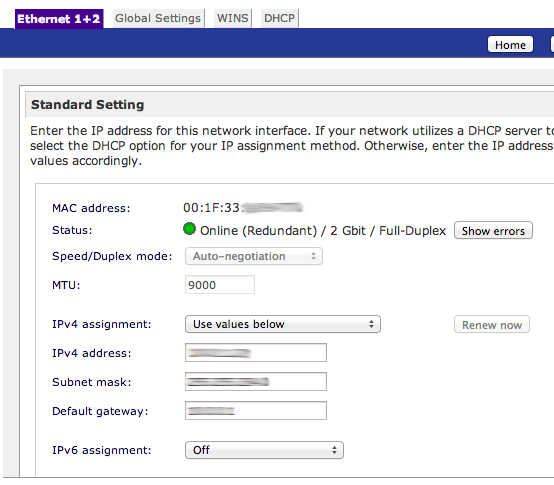 Ethernet 1+2 Global Settings WINS DHCP
Home
Standard Setting
Enter the IP address for this network interface. If your network utilizes a DHCP server to
select the DHCP option for your IP assignment method. Otherwise, enter the IP address
values accordingly.
MAC address: 00:1F:33:
Status: Online (Redundant) / 2 Gbit / Full-Duplex Show errors
Speed/Duplex mode: Auto-negotiation
MTU: 9000
IPv4 assignment: Use values below Renew now
IPv4 address:
Subnet mask:
Default gateway:
IPv6 assignment: Off